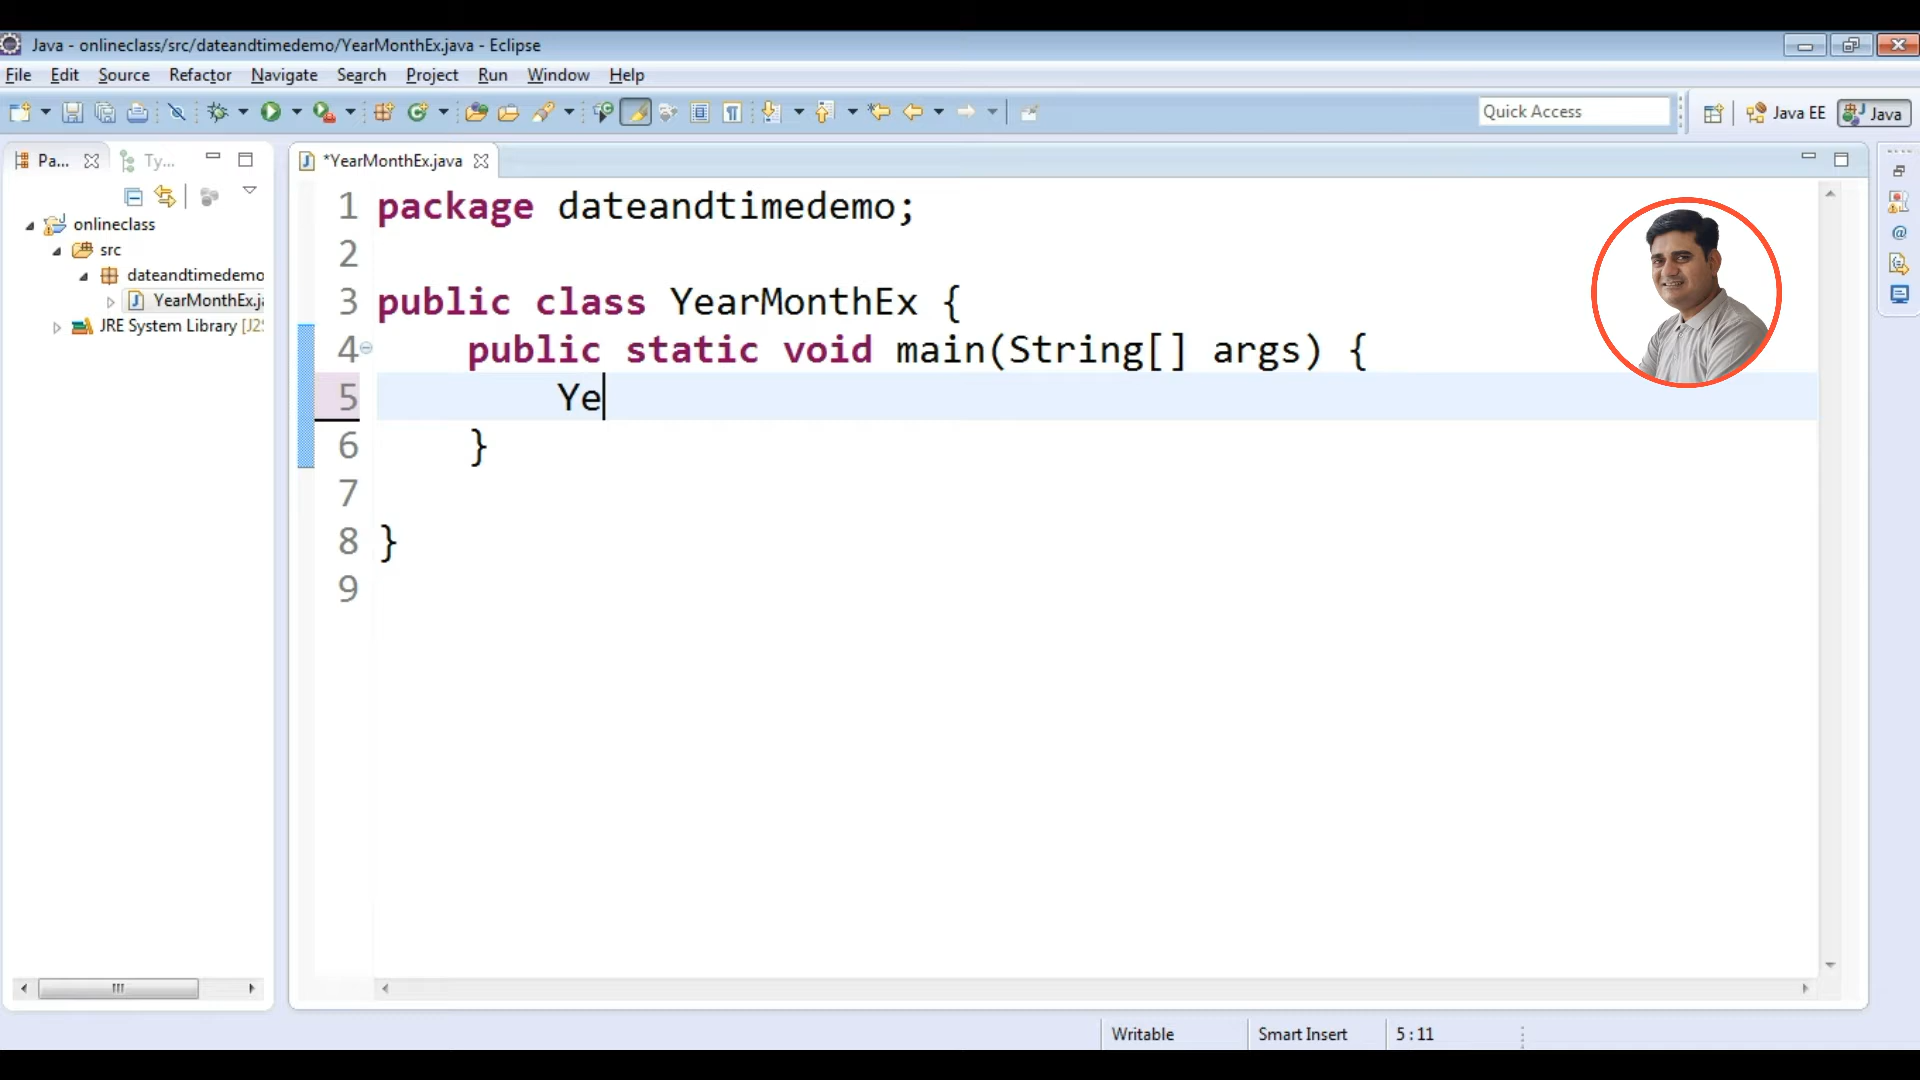 Java - onlineclass/src/dateandtimedemo/YearMonthEx.java - Eclipse
File Edit Source Refactor Navigate Search Project Run Window Help
Quick Access
Java EE
Java
Pa...
Ty...
*YearMonthEx.java
onlineclass
src
dateandtimedemo
YearMonthEx.ja
JRE System Library [J2S
1 package dateandtimedemo;
2
3 public class YearMonthEx {
4 public static void main(String[] args) {
5 Ye
6 }
7
8 }
9
Writable
Smart Insert
5 : 11